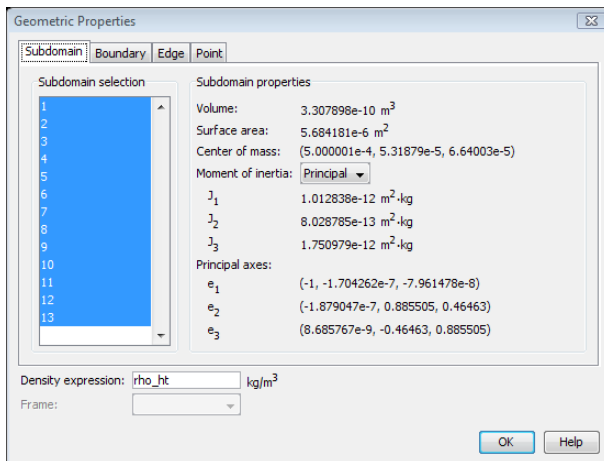 Geometric Properties
Subdomain Boundary Edge Point
Subdomain selection
1
2
3
4
5
6
7
8
9
10
11
12
13
Subdomain properties
Volume: 3.307898e-10 m³
Surface area: 5.684181e-6 m²
Center of mass: (5.000001e-4, 5.31879e-5, 6.64003e-5)
Moment of inertia: Principal
J₁ 1.012838e-12 m²·kg
J₂ 8.028785e-13 m²·kg
J₃ 1.750979e-12 m²·kg
Principal axes:
e₁ (-1, -1.704262e-7, -7.961478e-8)
e₂ (-1.879047e-7, 0.885505, 0.46463)
e₃ (8.685767e-9, -0.46463, 0.885505)
Density expression: rho_ht kg/m³
Frame:
OK Help